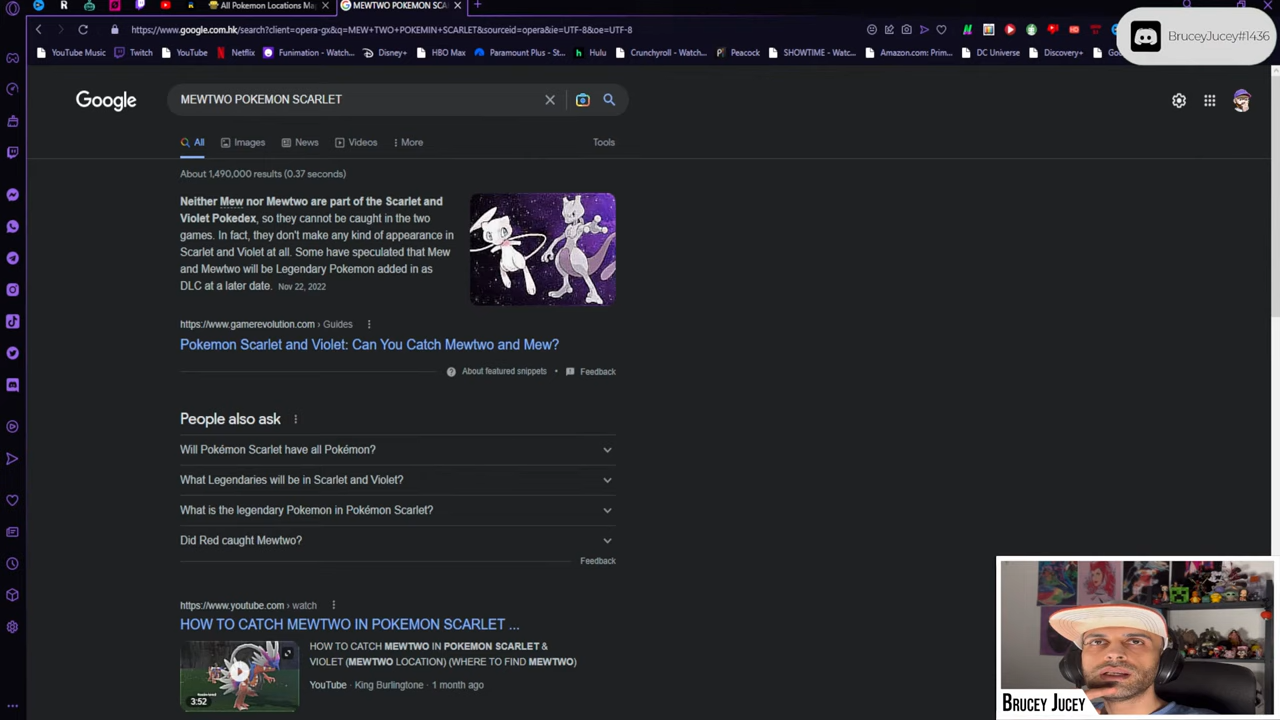 All Pokemon Locations Ma
MEWTWO POKEMON SCAR
https://www.google.com.hk/search?client=opera-gx&q=MEW+TWO+POKEMIN+SCARLET&sourceid=opera&ie=UTF-8&oe=UTF-8
BruceyJucey#1436
YouTube Music
Twitch
YouTube
Netflix
Funimation - Watch...
Disney+
HBO Max
Paramount Plus - St...
Hulu
Crunchyroll - Watch...
Peacock
SHOWTIME - Watch...
Amazon.com: Prim...
DC Universe
Discovery+
Google
MEWTWO POKEMON SCARLET
All
Images
News
Videos
More
Tools
About 1,490,000 results (0.37 seconds)
Neither Mew nor Mewtwo are part of the Scarlet and
Violet Pokedex, so they cannot be caught in the two
games. In fact, they don't make any kind of appearance in
Scarlet and Violet at all. Some have speculated that Mew
and Mewtwo will be Legendary Pokemon added in as
DLC at a later date. Nov 22, 2022
https://www.gamerevolution.com › Guides
Pokemon Scarlet and Violet: Can You Catch Mewtwo and Mew?
About featured snippets • Feedback
People also ask
Will Pokémon Scarlet have all Pokémon?
What Legendaries will be in Scarlet and Violet?
What is the legendary Pokemon in Pokémon Scarlet?
Did Red caught Mewtwo?
Feedback
https://www.youtube.com › watch
HOW TO CATCH MEWTWO IN POKEMON SCARLET ...
HOW TO CATCH MEWTWO IN POKEMON SCARLET &
VIOLET (MEWTWO LOCATION) (WHERE TO FIND MEWTWO)
3:52
YouTube · King Burlingtone · 1 month ago
BRUCEY JUCEY